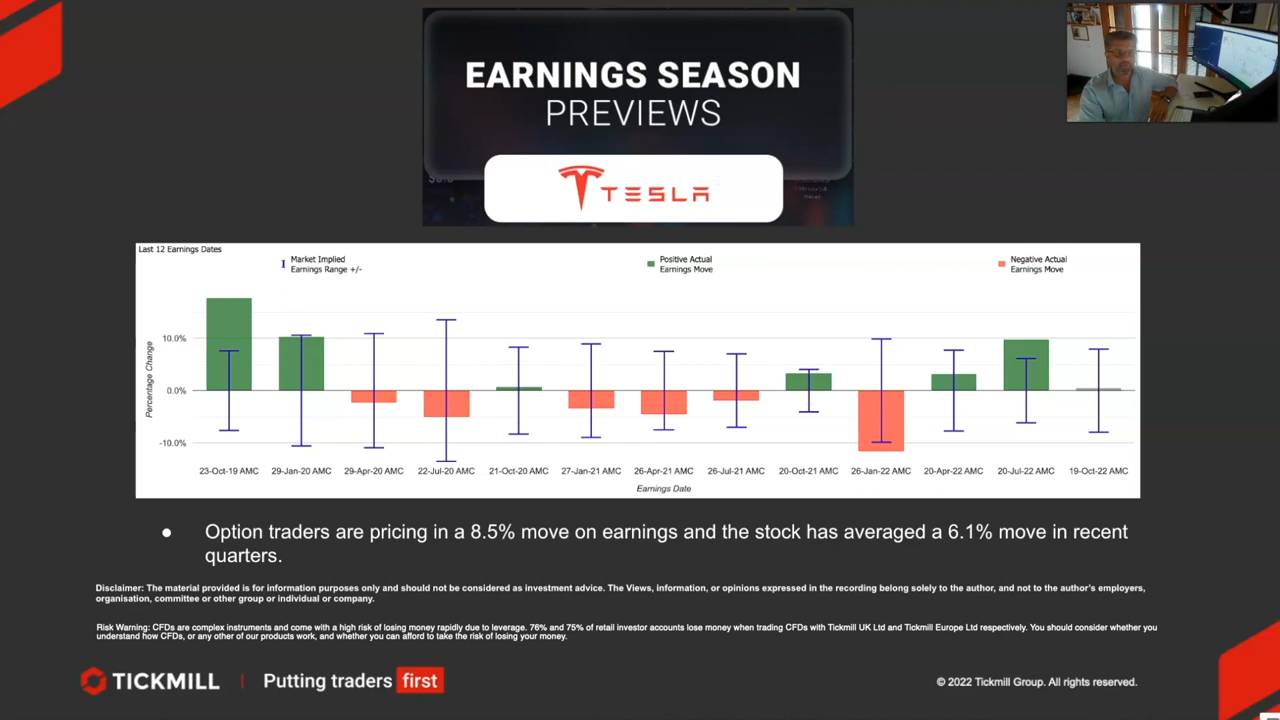 EARNINGS SEASON
PREVIEWS
TESLA
Last 12 Earnings Dates
Market Implied
Earnings Range +/-
Positive Actual
Earnings Move
Negative Actual
Earnings Move
Percentage Change
10.0%
0.0%
-10.0%
23-Oct-19 AMC 29-Jan-20 AMC 29-Apr-20 AMC 22-Jul-20 AMC 21-Oct-20 AMC 27-Jan-21 AMC 26-Apr-21 AMC 26-Jul-21 AMC 20-Oct-21 AMC 26-Jan-22 AMC 20-Apr-22 AMC 20-Jul-22 AMC 19-Oct-22 AMC
Earnings Date
● Option traders are pricing in a 8.5% move on earnings and the stock has averaged a 6.1% move in recent
quarters.
Disclaimer: The material provided is for information purposes only and should not be considered as investment advice. The Views, information, or opinions expressed in the recording belong solely to the author, and not to the author's employers,
organisation, committee or other group or individual or company.
Risk Warning: CFDs are complex instruments and come with a high risk of losing money rapidly due to leverage. 76% and 75% of retail investor accounts lose money when trading CFDs with Tickmill UK Ltd and Tickmill Europe Ltd respectively. You should consider whether you
understand how CFDs, or any of our products work, and whether you can afford to take the risk of losing your money.
TICKMILL | Putting traders first
© 2022 Tickmill Group. All rights reserved.